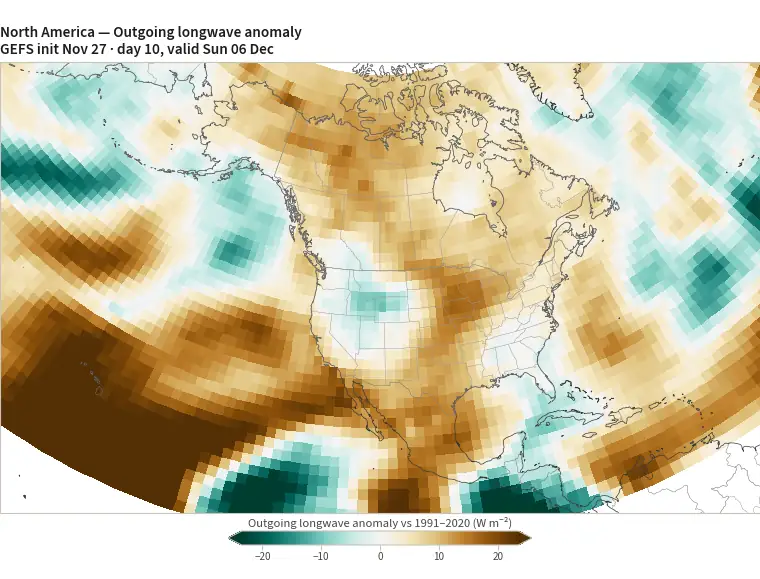 North America — Outgoing longwave anomaly
GEFS init Nov 27 · day 10, valid Sun 06 Dec
Outgoing longwave anomaly vs 1991–2020 (W m⁻²)
−20 −10 0 10 20